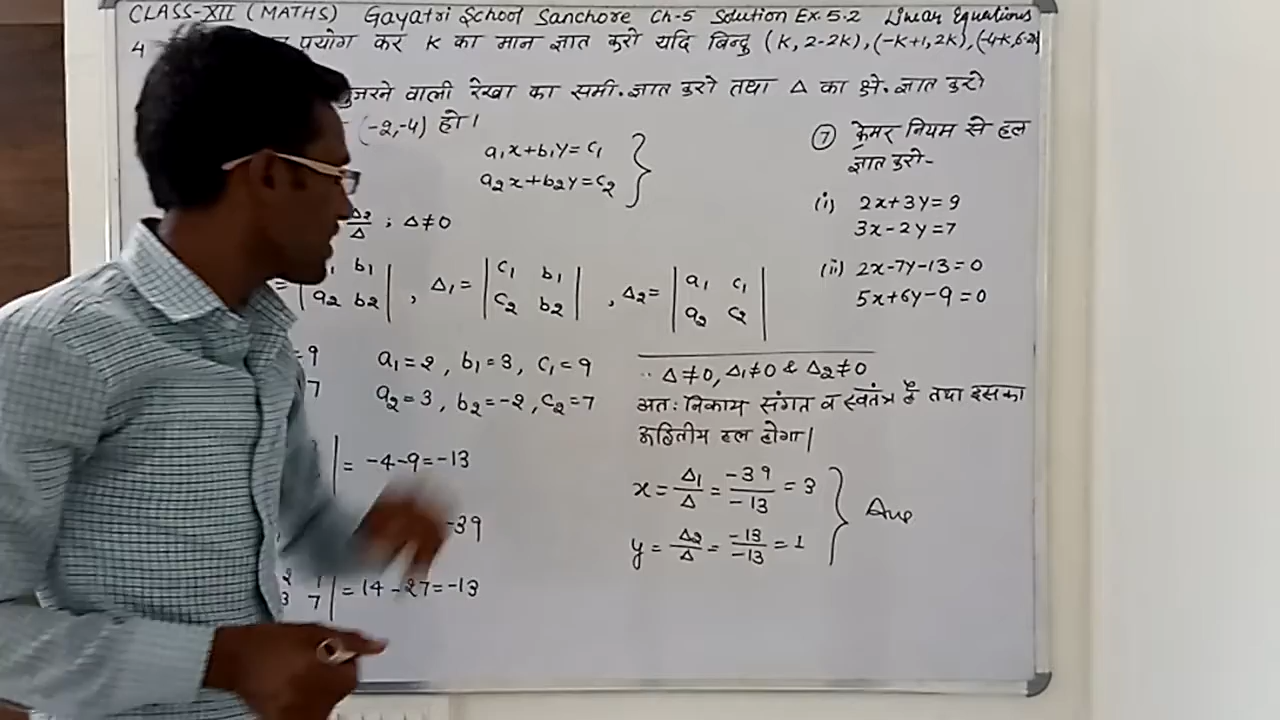 CLASS-XII (MATHS) Gayatri School Sanchore Ch-5 Solution Ex. 5.2 Linear Equations
4 प्रयोग कर K का मान ज्ञात करो यदि बिन्दु (K, 2-2K), (-K+1, 2K), (-4-K, 6-2K)
गुजरने वाली रेखा का समी. ज्ञात करो तथा Δ का क्षे. ज्ञात करो
(-2,-4) हो।
a₁x+b₁y=c₁
a₂x+b₂y=c₂ }
Δ₂/Δ ; Δ≠0
= | b₁ |
a₂ b₂ | , Δ₁= | c₁ b₁ |
| c₂ b₂ | , Δ₂= | a₁ c₁ |
| a₂ c₂ |
=9 a₁=2, b₁=3, c₁=9
7 a₂=3, b₂=-2, c₂=7
| = -4-9=-13
-39
2
3 7 | =14-27=-13
⑦ क्रेमर नियम से हल
ज्ञात करो-
(i) 2x+3y=9
3x-2y=7
(ii) 2x-7y-13=0
5x+6y-9=0
∵ Δ≠0, Δ₁≠0 & Δ₂≠0
अतः निकाय संगत व स्वतंत्र है तथा इसका
अद्वितीय हल होगा।
x= Δ₁/Δ = -39/-13 =3
y= Δ₂/Δ = -13/-13 =1 } Ans